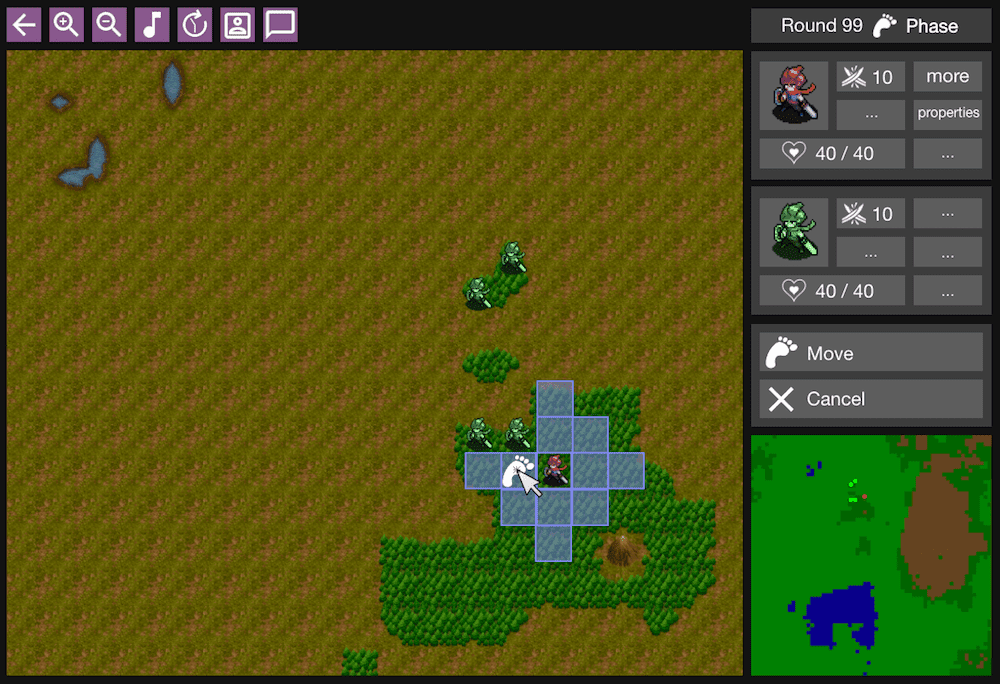 Round 99 Phase
10 more
... properties
40 / 40 ...
10 ...
... ...
40 / 40 ...
Move
Cancel